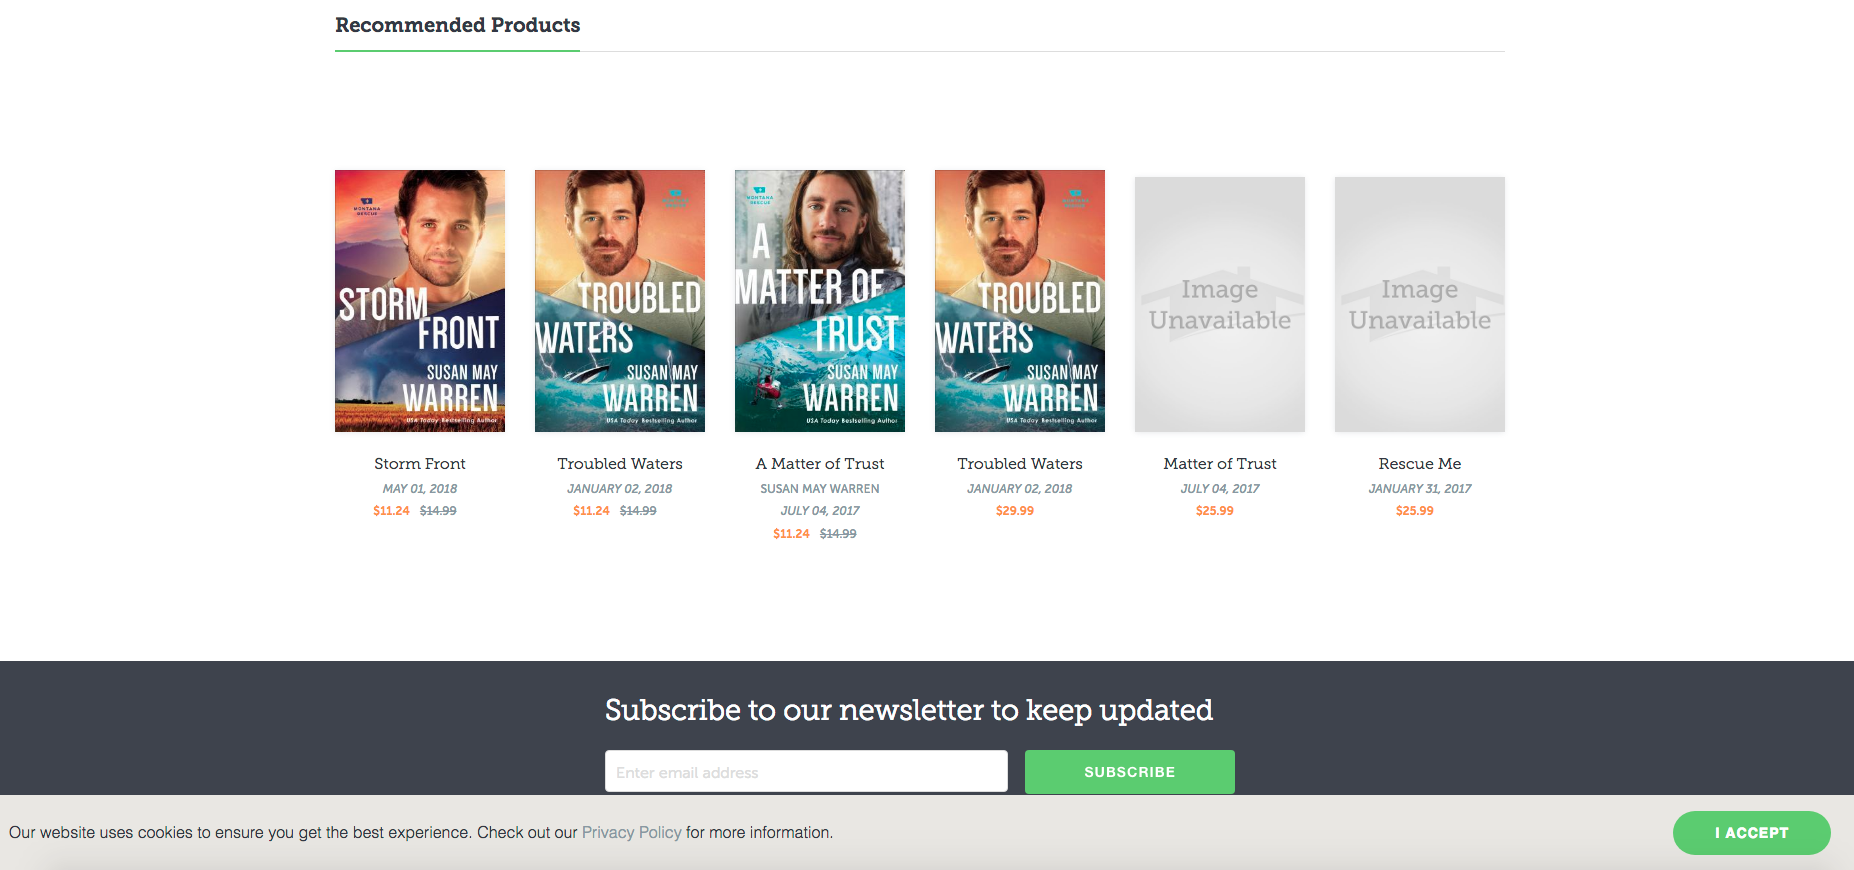 Recommended Products
MONTANA
RESCUE
STORM
FRONT
SUSAN MAY
WARREN
USA Today Bestselling Author
MONTANA
RESCUE
TROUBLED
WATERS
SUSAN MAY
WARREN
USA Today Bestselling Author
MONTANA
RESCUE
A
MATTER OF
TRUST
SUSAN MAY
WARREN
USA Today Bestselling Author
MONTANA
RESCUE
TROUBLED
WATERS
SUSAN MAY
WARREN
USA Today Bestselling Author
Image
Unavailable
Image
Unavailable
Storm Front
MAY 01, 2018
$11.24 $14.99
Troubled Waters
JANUARY 02, 2018
$11.24 $14.99
A Matter of Trust
SUSAN MAY WARREN
JULY 04, 2017
$11.24 $14.99
Troubled Waters
JANUARY 02, 2018
$29.99
Matter of Trust
JULY 04, 2017
$25.99
Rescue Me
JANUARY 31, 2017
$25.99
Subscribe to our newsletter to keep updated
Enter email address
SUBSCRIBE
Our website uses cookies to ensure you get the best experience. Check out our Privacy Policy for more information.
I ACCEPT